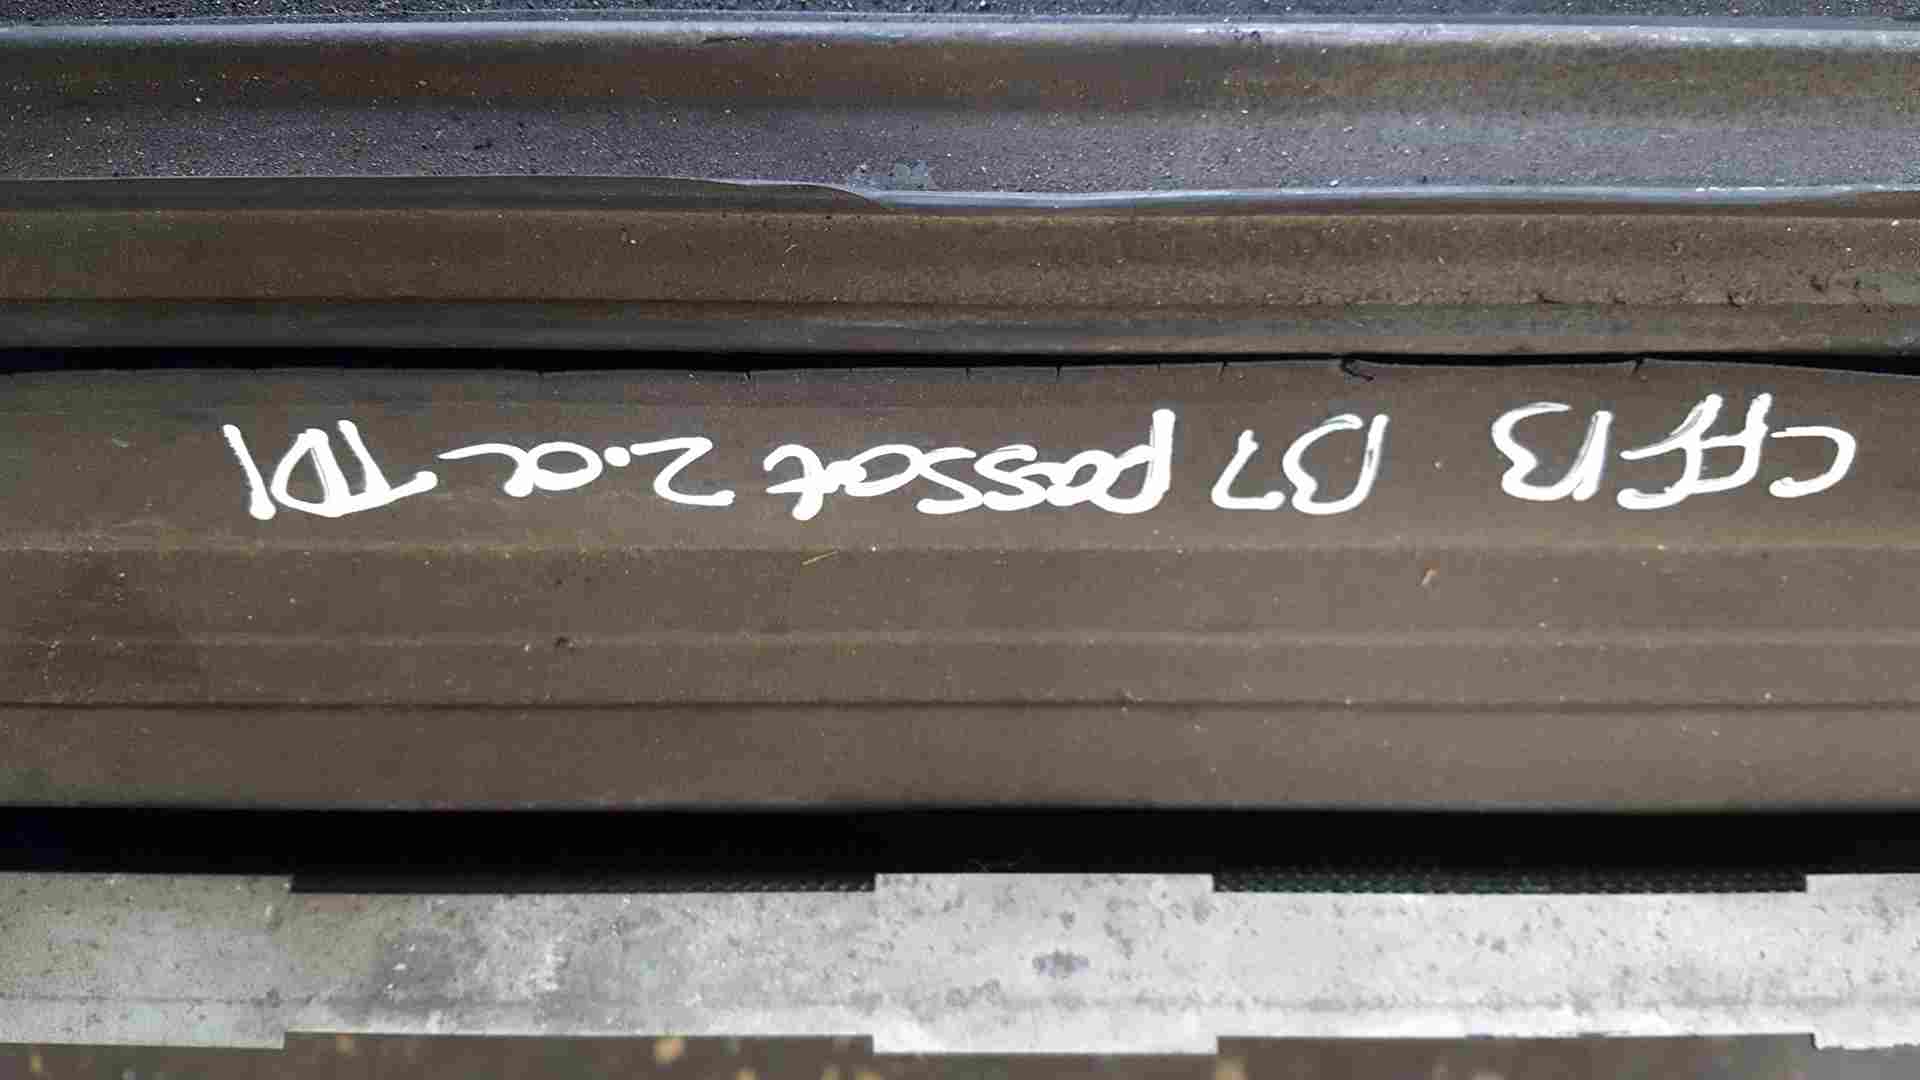 CFFB B7 passat 2.0L TDI